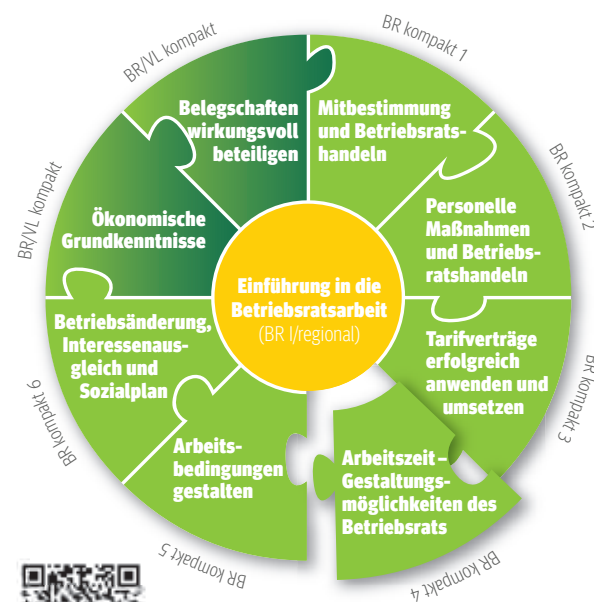 BR kompakt 1
Mitbestimmung
und Betriebsrats-
handeln
BR kompakt 2
Personelle
Maßnahmen
und Betriebs-
ratshandeln
BR kompakt 3
Tarifverträge
erfolgreich
anwenden und
umsetzen
BR kompakt 4
Arbeitszeit –
Gestaltungs-
möglichkeiten des
Betriebsrats
BR kompakt 5
Arbeits-
bedingungen
gestalten
BR kompakt 6
Betriebsänderung,
Interessenaus-
gleich und
Sozialplan
BR/VL kompakt
Ökonomische
Grundkenntnisse
BR/VL kompakt
Belegschaften
wirkungsvoll
beteiligen
Einführung in die
Betriebsratsarbeit
(BR I/regional)